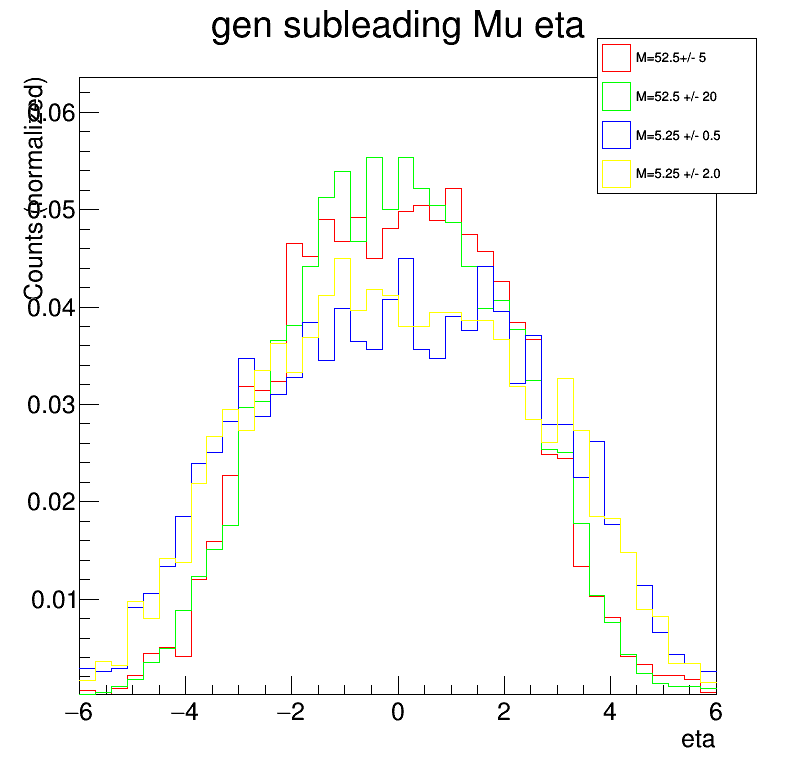 gen subleading Mu eta
M=52.5+/- 5
M=52.5 +/- 20
M=5.25 +/- 0.5
M=5.25 +/- 2.0
Counts (normalized)
0.06
0.05
0.04
0.03
0.02
0.01
−6 −4 −2 0 2 4 6
eta